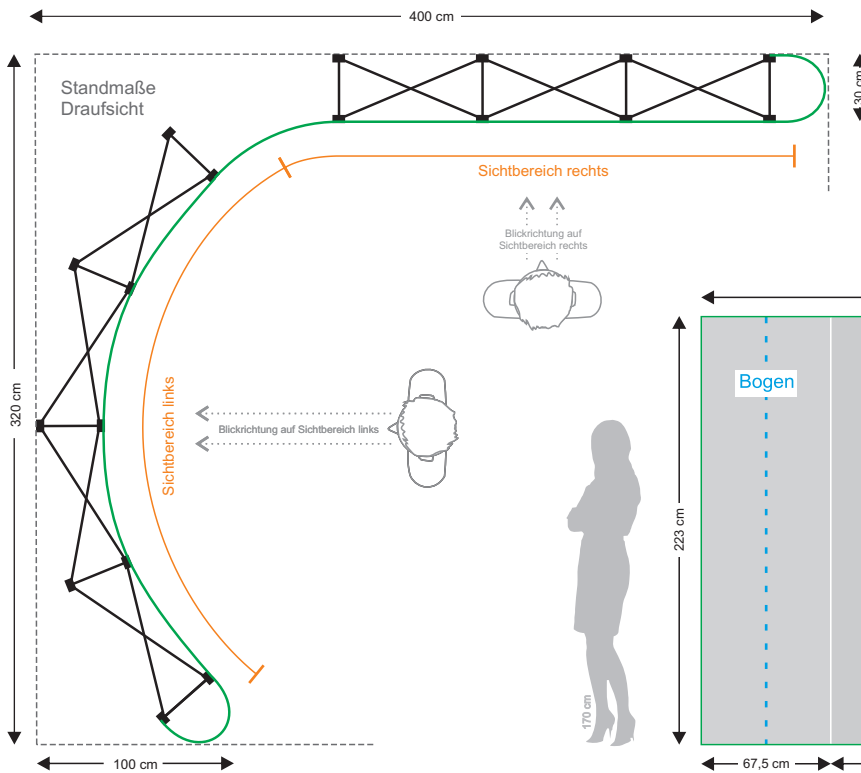 400 cm
Standmaße
Draufsicht
30 cm
Sichtbereich rechts
Blickrichtung auf
Sichtbereich rechts
320 cm
Sichtbereich links
Blickrichtung auf Sichtbereich links
Bogen
223 cm
170 cm
100 cm
67,5 cm